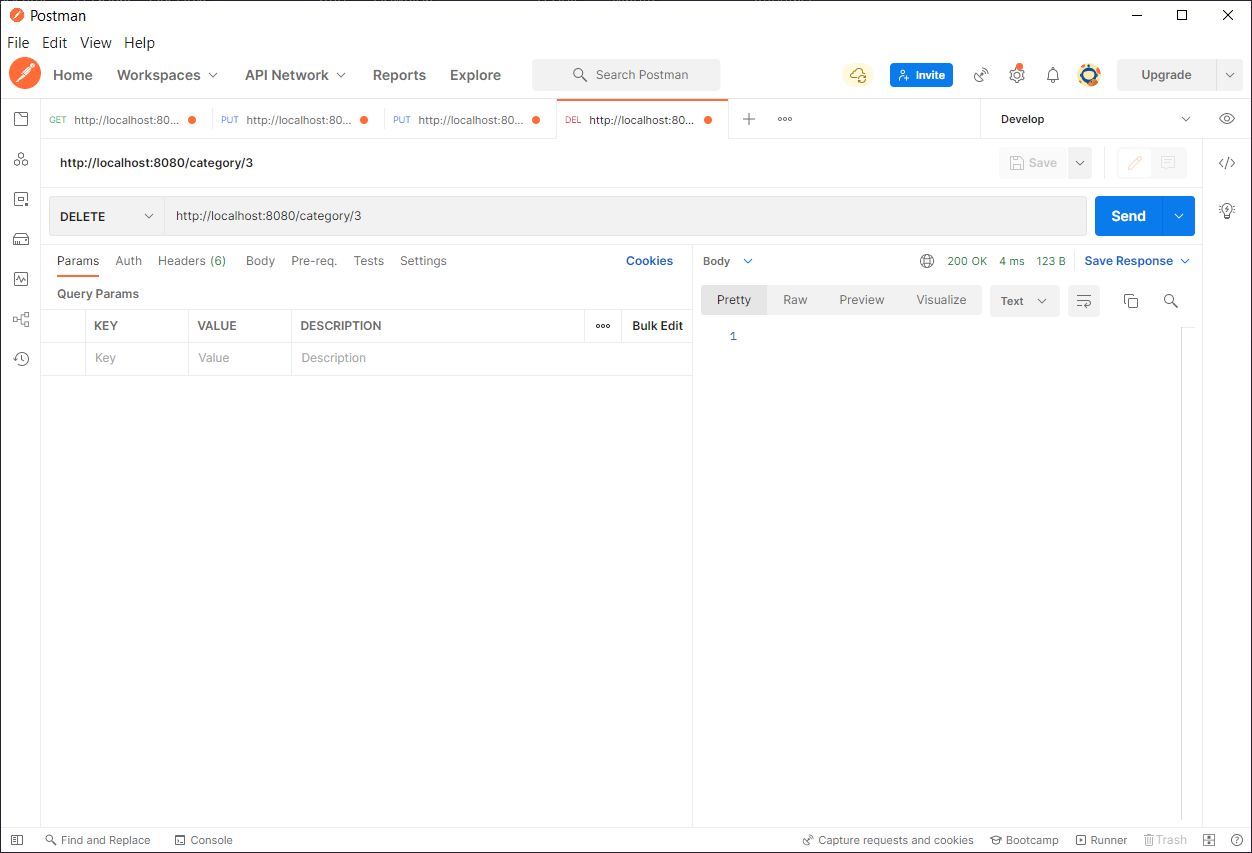 Postman
File Edit View Help
Home Workspaces API Network Reports Explore Search Postman Invite Upgrade
GET http://localhost:80... PUT http://localhost:80... PUT http://localhost:80... DEL http://localhost:80... Develop
http://localhost:8080/category/3 Save
DELETE http://localhost:8080/category/3 Send
Params Auth Headers (6) Body Pre-req. Tests Settings Cookies
Body 200 OK 4 ms 123 B Save Response
Query Params
Pretty Raw Preview Visualize Text
KEY VALUE DESCRIPTION Bulk Edit
Key Value Description
1
Find and Replace Console Capture requests and cookies Bootcamp Runner Trash